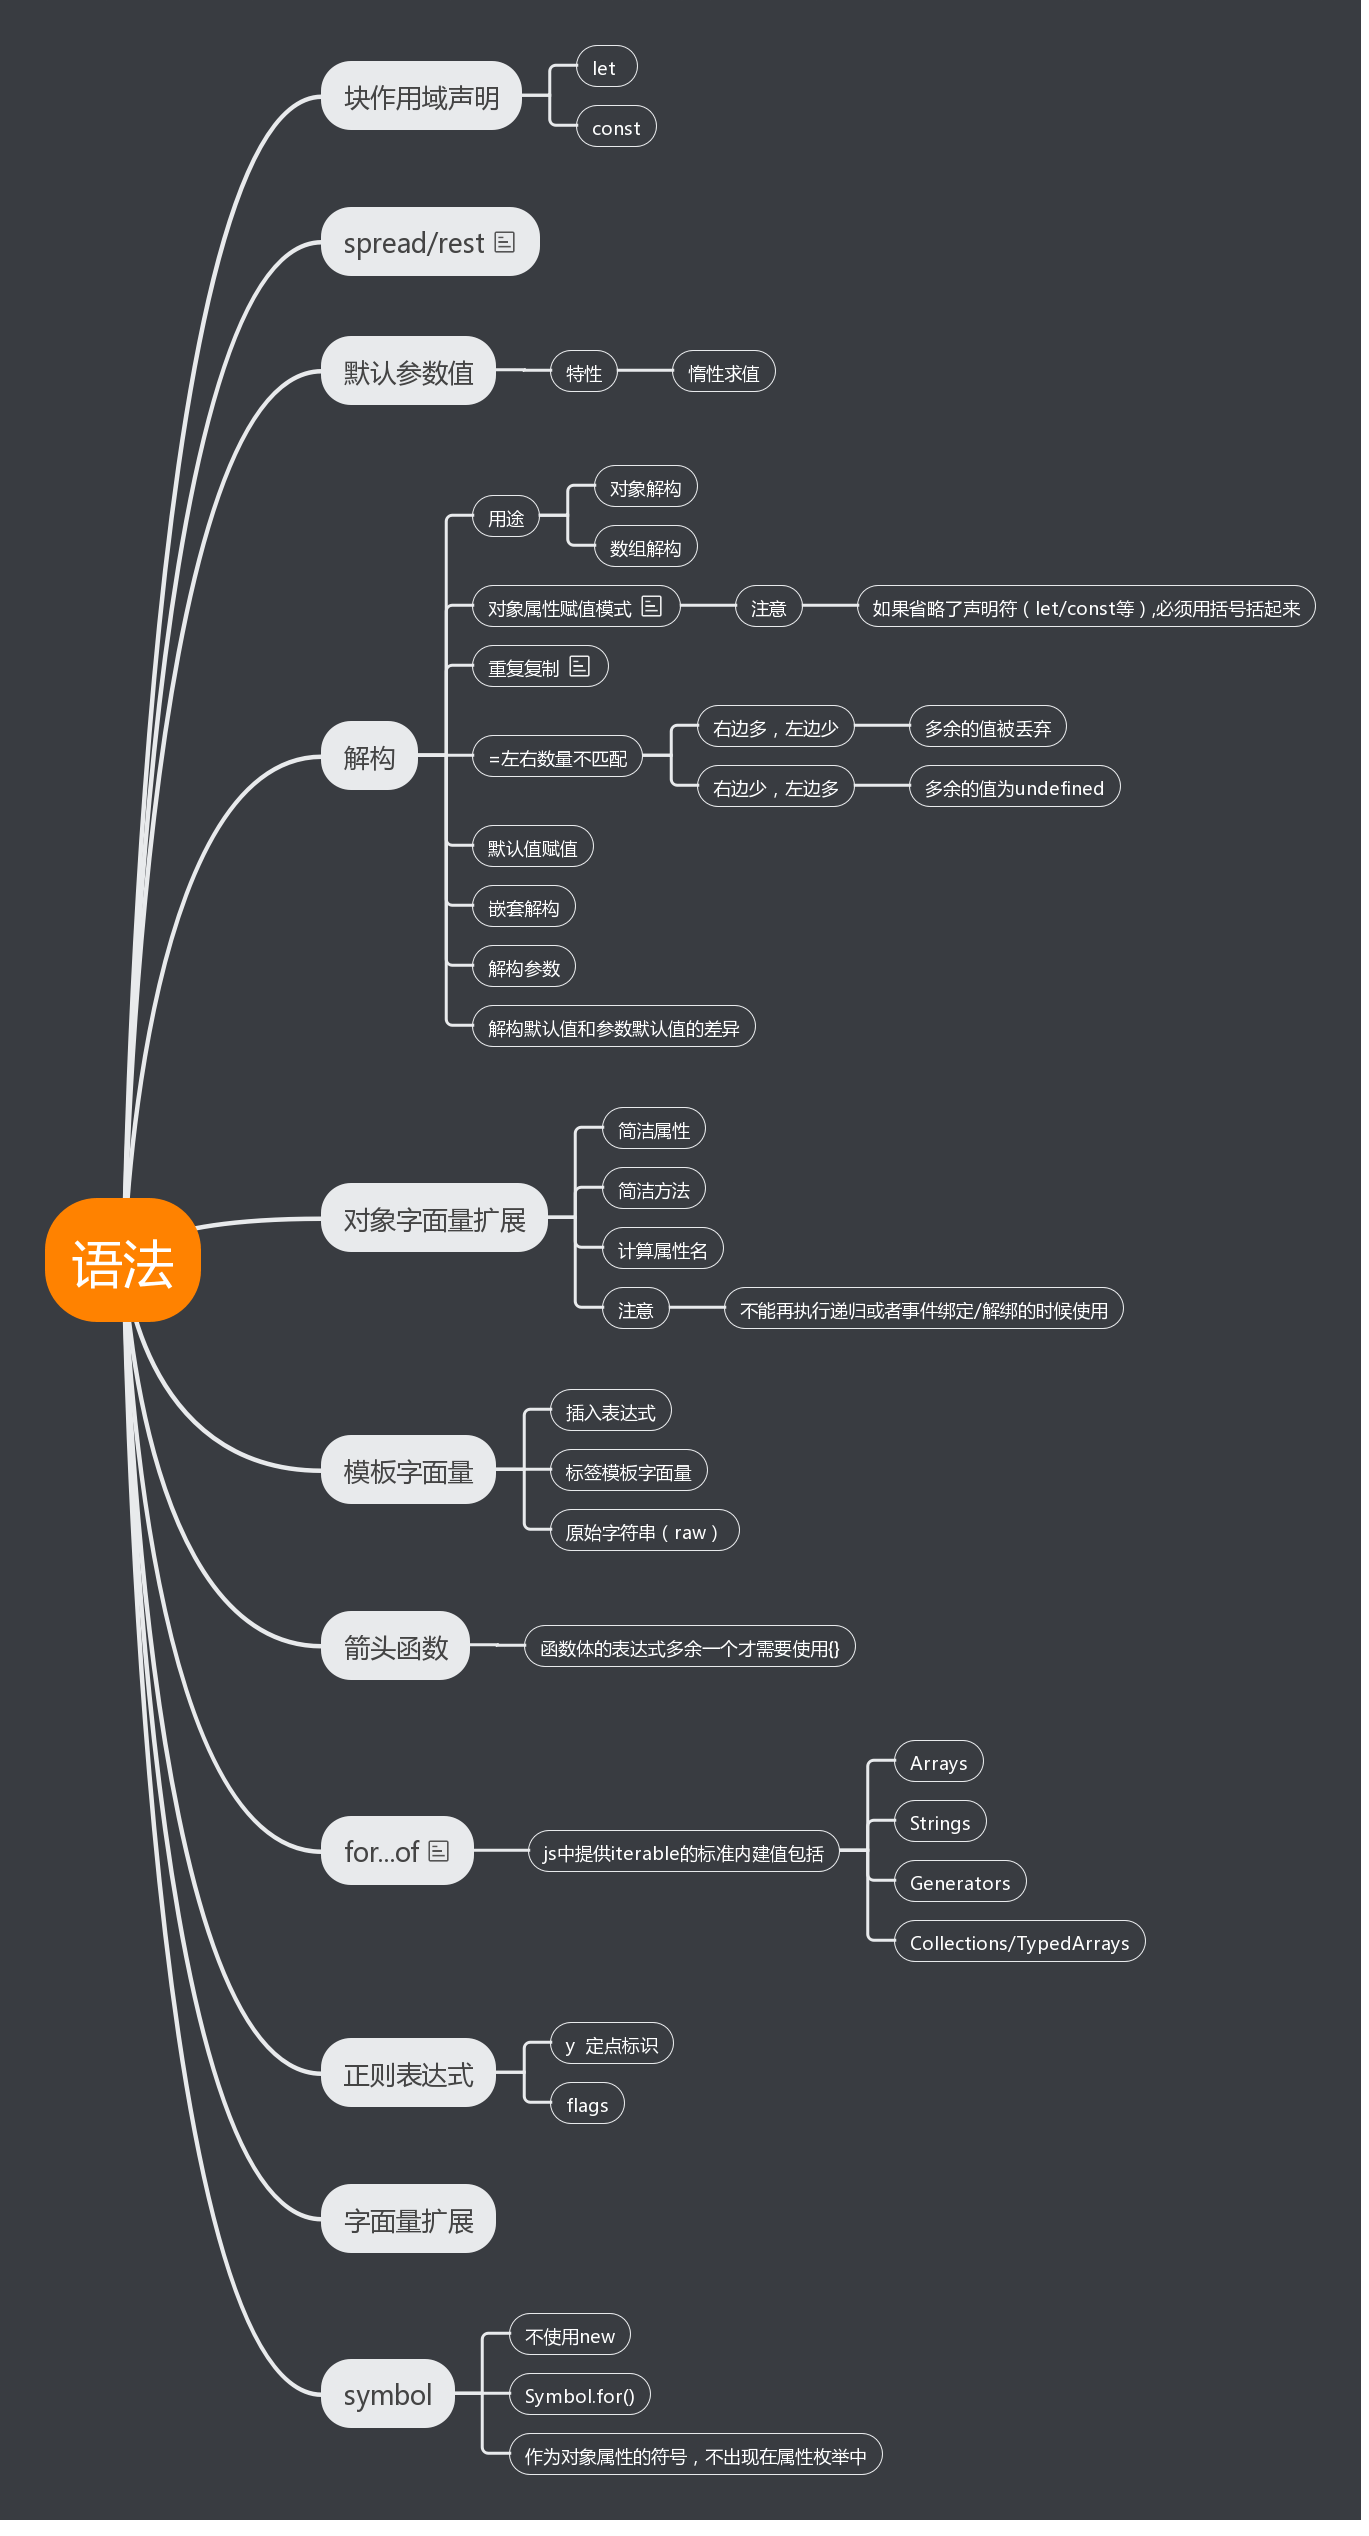 块作用域声明
let
const
spread/rest
默认参数值
特性
惰性求值
解构
用途
对象解构
数组解构
对象属性赋值模式
注意
如果省略了声明符（let/const等）,必须用括号括起来
重复复制
=左右数量不匹配
右边多，左边少
多余的值被丢弃
右边少，左边多
多余的值为undefined
默认值赋值
嵌套解构
解构参数
解构默认值和参数默认值的差异
语法
对象字面量扩展
简洁属性
简洁方法
计算属性名
注意
不能再执行递归或者事件绑定/解绑的时候使用
模板字面量
插入表达式
标签模板字面量
原始字符串（raw）
箭头函数
函数体的表达式多余一个才需要使用{}
for...of
js中提供iterable的标准内建值包括
Arrays
Strings
Generators
Collections/TypedArrays
正则表达式
y 定点标识
flags
字面量扩展
symbol
不使用new
Symbol.for()
作为对象属性的符号，不出现在属性枚举中